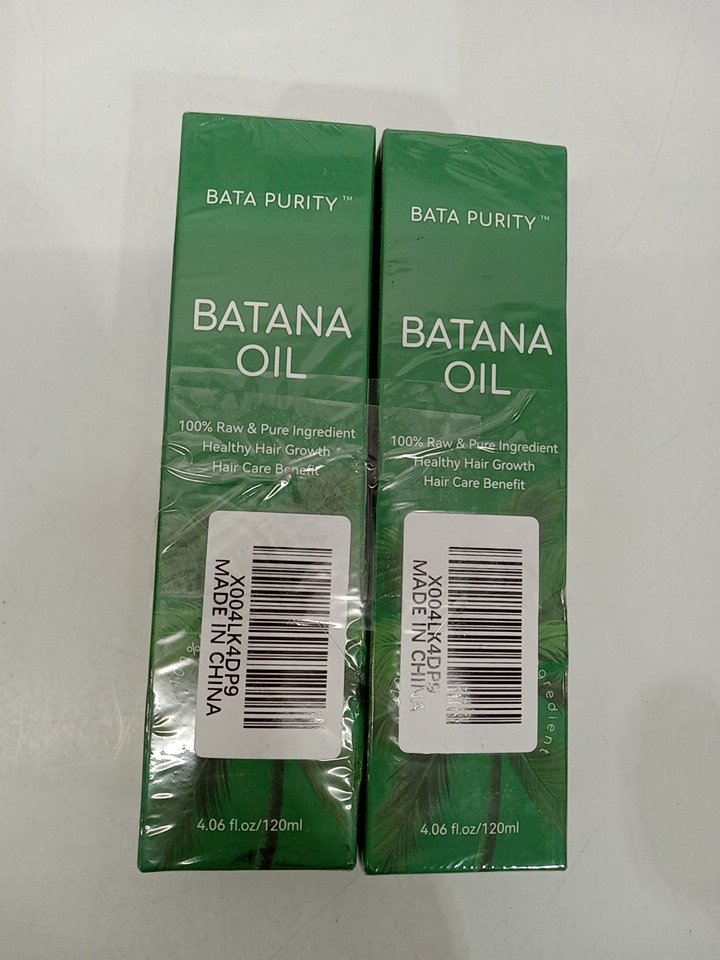 BATA PURITY™
BATANA
OIL
100% Raw & Pure Ingredient
Healthy Hair Growth
Hair Care Benefit
X004LK4DP9
MADE IN CHINA
4.06 fl.oz/120ml
BATA PURITY™
BATANA
OIL
100% Raw & Pure Ingredient
Healthy Hair Growth
Hair Care Benefit
X004LK4DP9
MADE IN CHINA
4.06 fl.oz/120ml